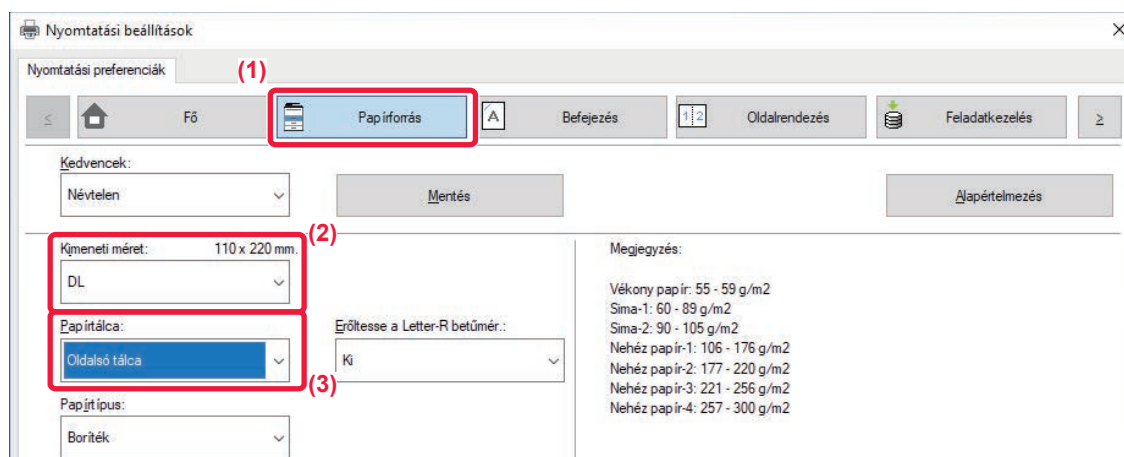 Nyomtatási beállítások
Nyomtatási preferenciák
(1)
<
Fő
Papírforrás
A
Befejezés
1 2
Oldalrendezés
Feladatkezelés
>
Kedvencek:
Névtelen
Mentés
Alapértelmezés
(2)
Kimeneti méret: 110 x 220 mm.
DL
Papírtálca:
Oldalsó tálca
(3)
Erőltesse a Letter-R betűmér.:
Ki
Papírtípus:
Boríték
Megjegyzés:
Vékony papír: 55 - 59 g/m2
Sima-1: 60 - 89 g/m2
Sima-2: 90 - 105 g/m2
Nehéz papír-1: 106 - 176 g/m2
Nehéz papír-2: 177 - 220 g/m2
Nehéz papír-3: 221 - 256 g/m2
Nehéz papír-4: 257 - 300 g/m2